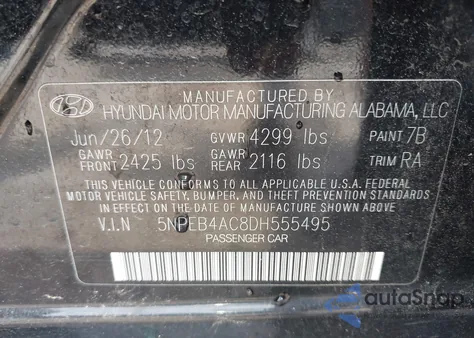 MANUFACTURED BY
HYUNDAI MOTOR MANUFACTURING ALABAMA, LLC
Jun/26/12 GVWR 4299 lbs PAINT 7B
GAWR FRONT 2425 lbs GAWR REAR 2116 lbs TRIM RA
THIS VEHICLE CONFORMS TO ALL APPLICABLE U.S.A. FEDERAL
MOTOR VEHICLE SAFETY, BUMPER, AND THEFT PREVENTION STANDARDS
IN EFFECT ON THE DATE OF MANUFACTURE SHOWN ABOVE.
V.I.N 5NPEB4AC8DH555495
PASSENGER CAR
autoSnap